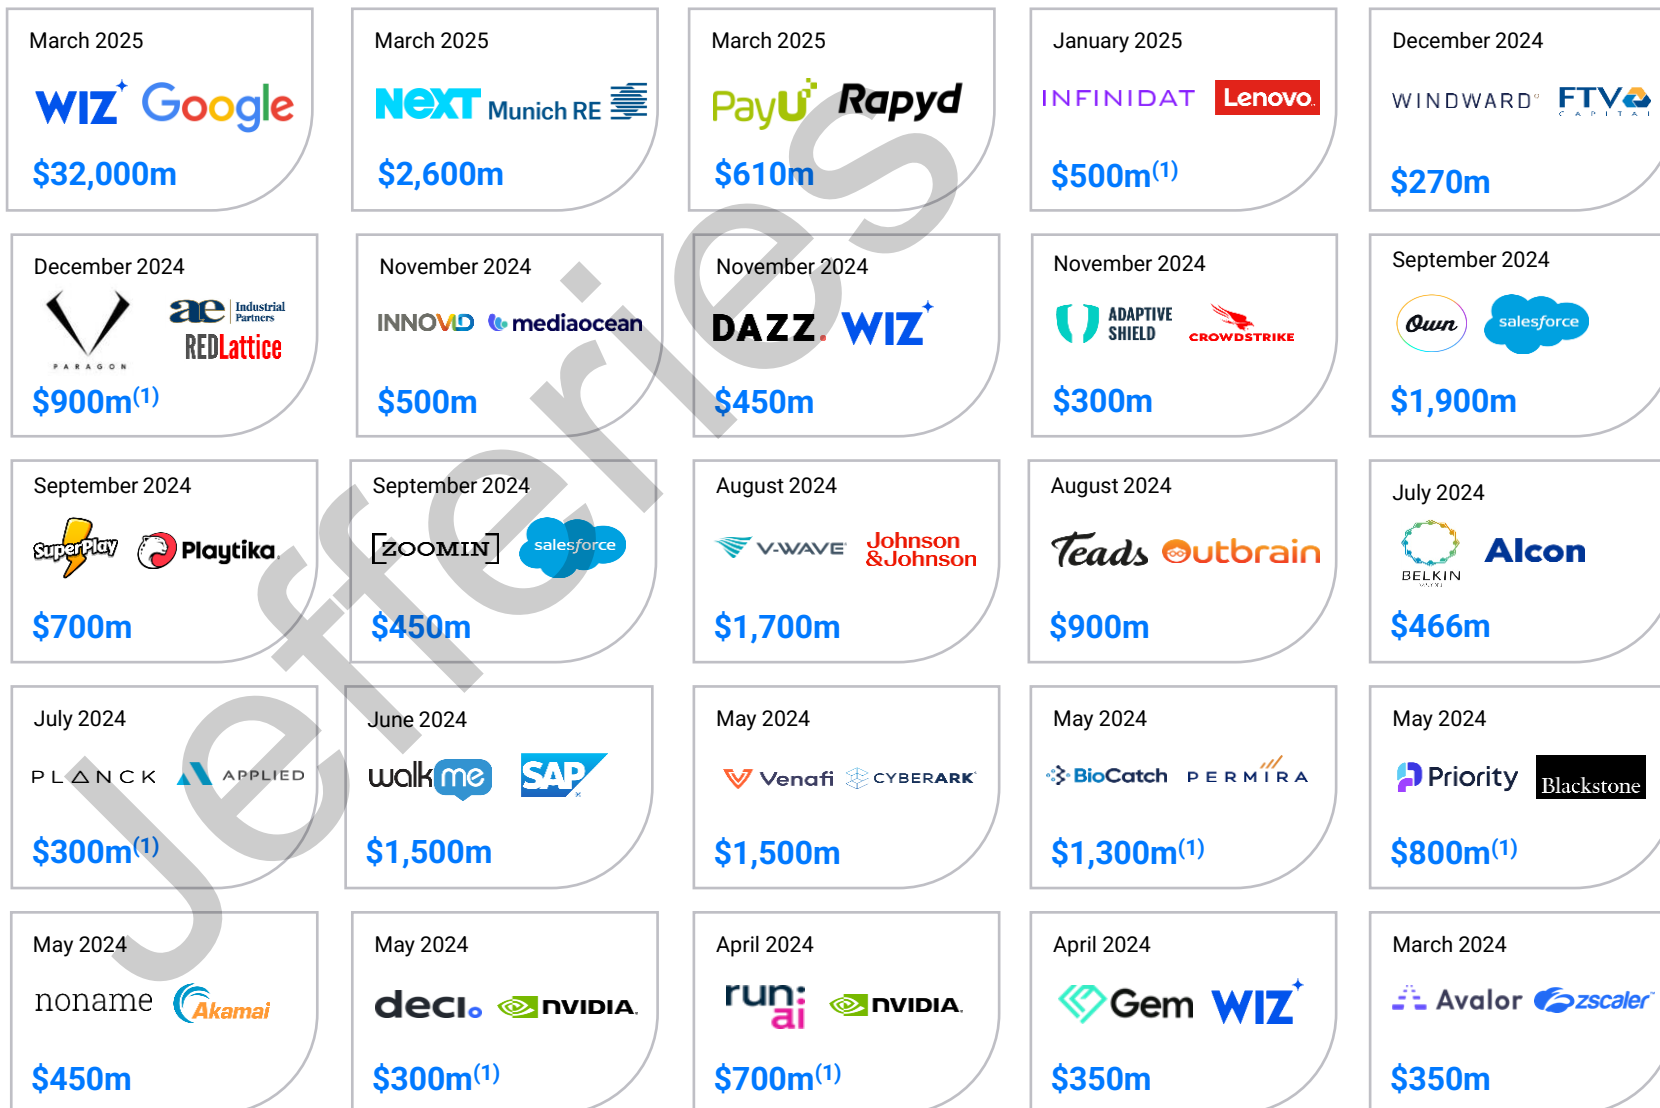 March 2025
WIZ Google
$32,000m
March 2025
NEXT Munich RE
$2,600m
March 2025
PayU Rapyd
$610m
January 2025
INFINIDAT Lenovo
$500m(1)
December 2024
WINDWARD FTV
CAPITAL
$270m
December 2024
ae Industrial Partners
PARAGON REDLattice
$900m(1)
November 2024
INNOVID mediaocean
$500m
November 2024
DAZZ. WIZ
$450m
November 2024
ADAPTIVE SHIELD CROWDSTRIKE
$300m
September 2024
Own salesforce
$1,900m
September 2024
SuperPlay Playtika
$700m
September 2024
[ZOOMIN] salesforce
$450m
August 2024
V-WAVE Johnson &Johnson
$1,700m
August 2024
Teads Outbrain
$900m
July 2024
BELKIN Alcon
$466m
July 2024
PLANCK APPLIED
$300m(1)
June 2024
walkme SAP
$1,500m
May 2024
Venafi CYBERARK
$1,500m
May 2024
BioCatch PERMIRA
$1,300m(1)
May 2024
Priority Blackstone
$800m(1)
May 2024
noname Akamai
$450m
May 2024
deci. NVIDIA.
$300m(1)
April 2024
run: ai NVIDIA.
$700m(1)
April 2024
Gem WIZ
$350m
March 2024
Avalor zscaler
$350m
Jefferies